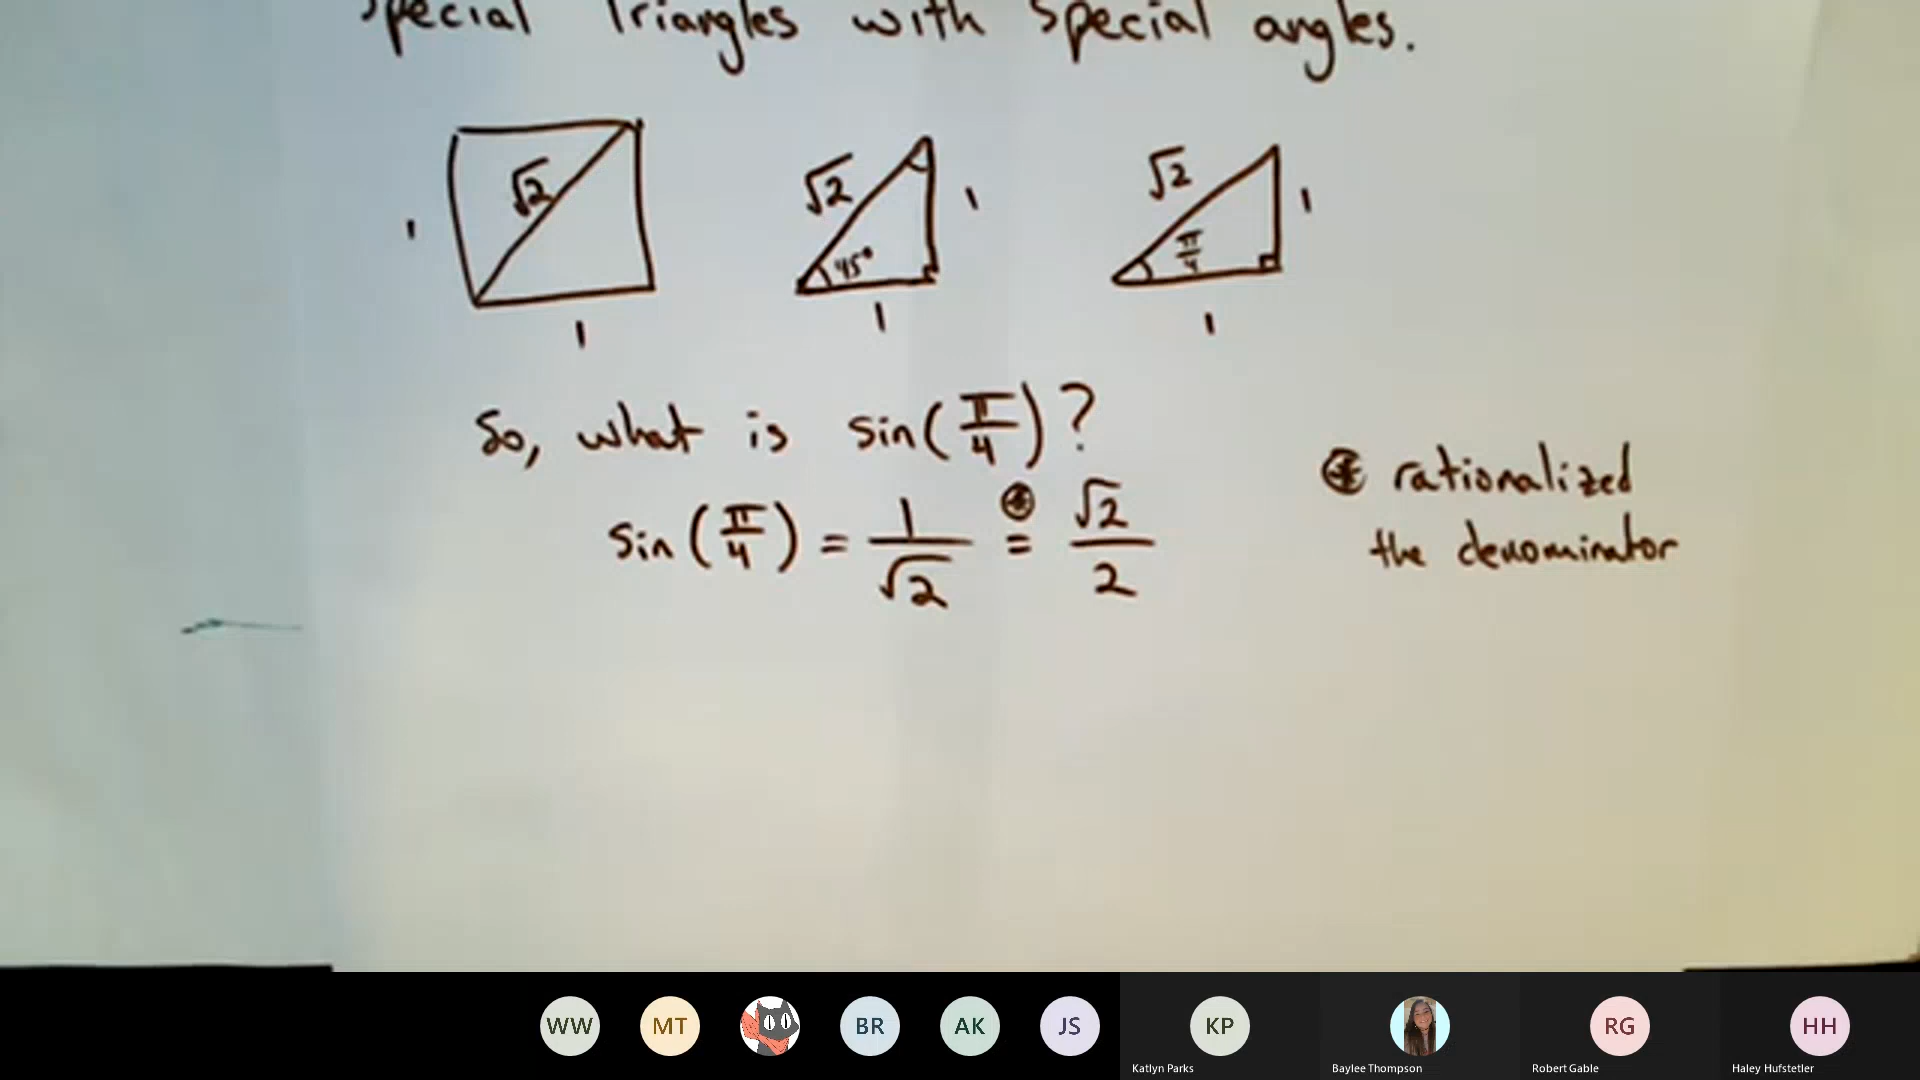 Special Triangles with special angles.
√2
1
1
√2
45°
1
1
√2
π/4
1
1
So, what is sin(π/4)?
sin(π/4) = 1/√2 ⊛= √2/2
⊛ rationalized
the denominator
WW
MT
BR
AK
JS
KP
RG
HH
Katlyn Parks
Baylee Thompson
Robert Gable
Haley Hufstetler